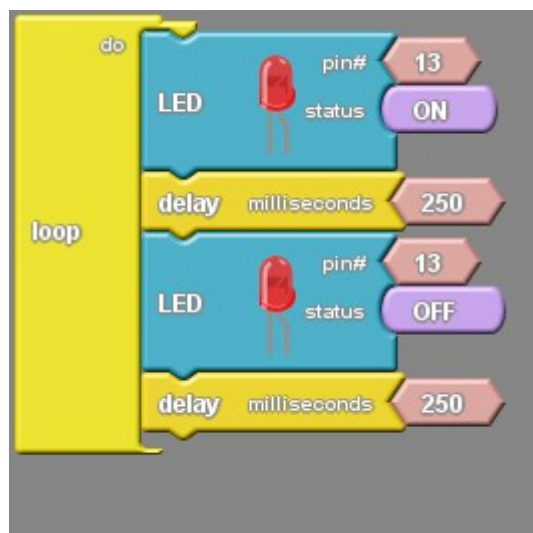 do
pin# 13
LED
status ON
delay milliseconds 250
loop
pin# 13
LED
status OFF
delay milliseconds 250